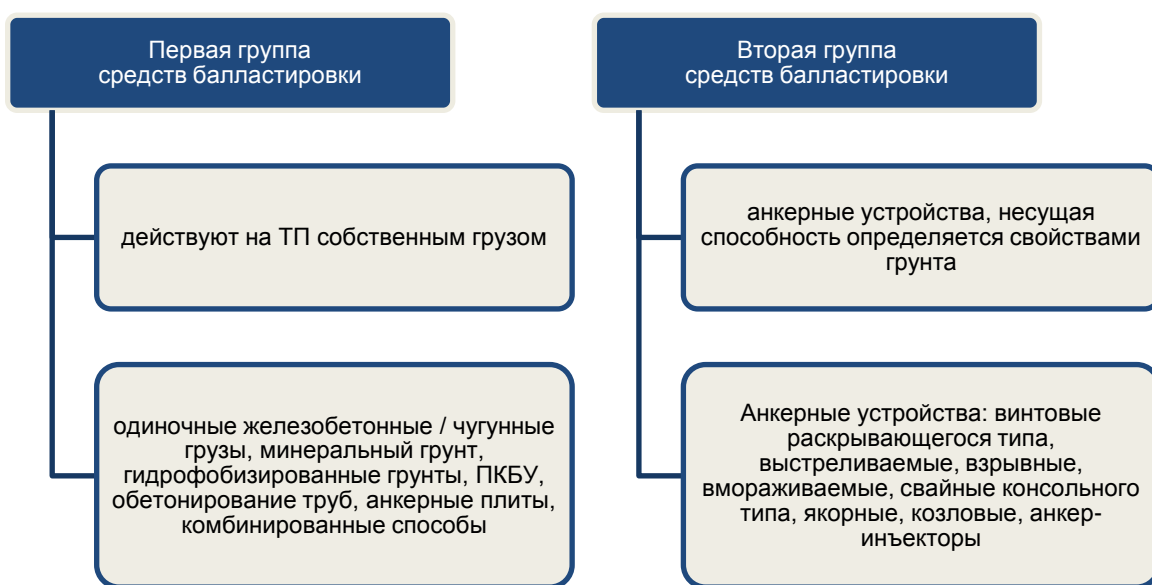 Первая группа
средств балластировки
действуют на ТП собственным грузом
одиночные железобетонные / чугунные
грузы, минеральный грунт,
гидрофобизированные грунты, ПКБУ,
обетонирование труб, анкерные плиты,
комбинированные способы
Вторая группа
средств балластировки
анкерные устройства, несущая
способность определяется свойствами
грунта
Анкерные устройства: винтовые
раскрывающегося типа,
выстреливаемые, взрывные,
вмораживаемые, свайные консольного
типа, якорные, козловые, анкер-
инъекторы